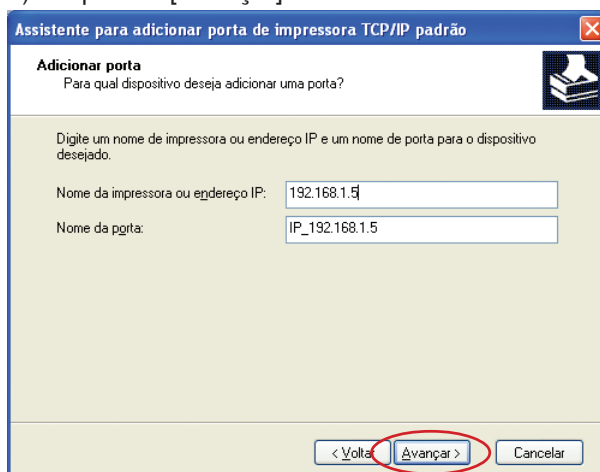 Assistente para adicionar porta de impressora TCP/IP padrão
Adicionar porta
Para qual dispositivo deseja adicionar uma porta?
Digite um nome de impressora ou endereço IP e um nome de porta para o dispositivo
desejado.
Nome da impressora ou endereço IP: 192.168.1.5
Nome da porta: IP_192.168.1.5
< Voltar Avançar > Cancelar